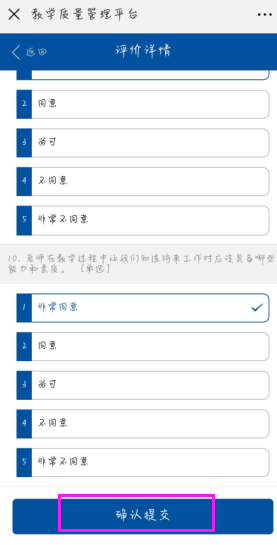 教学质量管理平台
返回 评价详情
2 同意
3 尚可
4 不同意
5 非常不同意
10. 老师在教学过程中让我们知道将来工作时应该具备哪些
能力和素质。 [单选]
1 非常同意
2 同意
3 尚可
4 不同意
5 非常不同意
确认提交